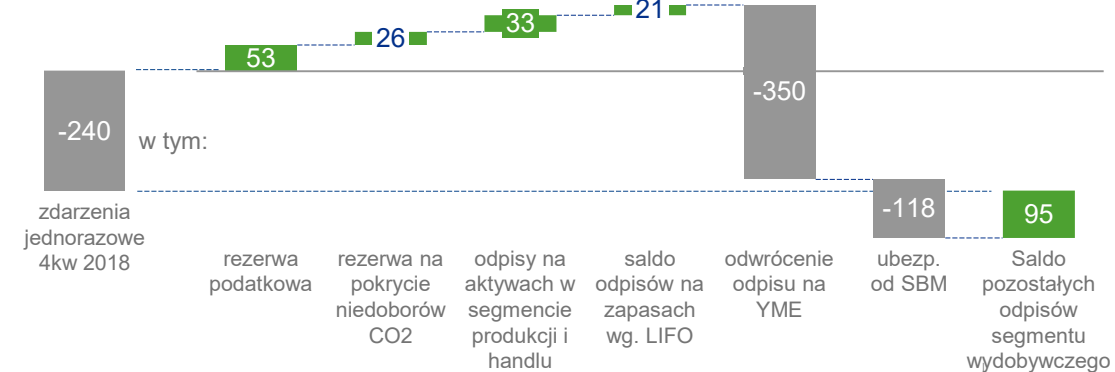 53
26
33
21
-350
-240
w tym:
-118
95
zdarzenia
jednorazowe
4kw 2018
rezerwa
podatkowa
rezerwa na
pokrycie
niedoborów
CO2
odpisy na
aktywach w
segmencie
produkcji i
handlu
saldo
odpisów na
zapasach
wg. LIFO
odwrócenie
odpisu na
YME
ubezp.
od SBM
Saldo
pozostałych
odpisów
segmentu
wydobywczego